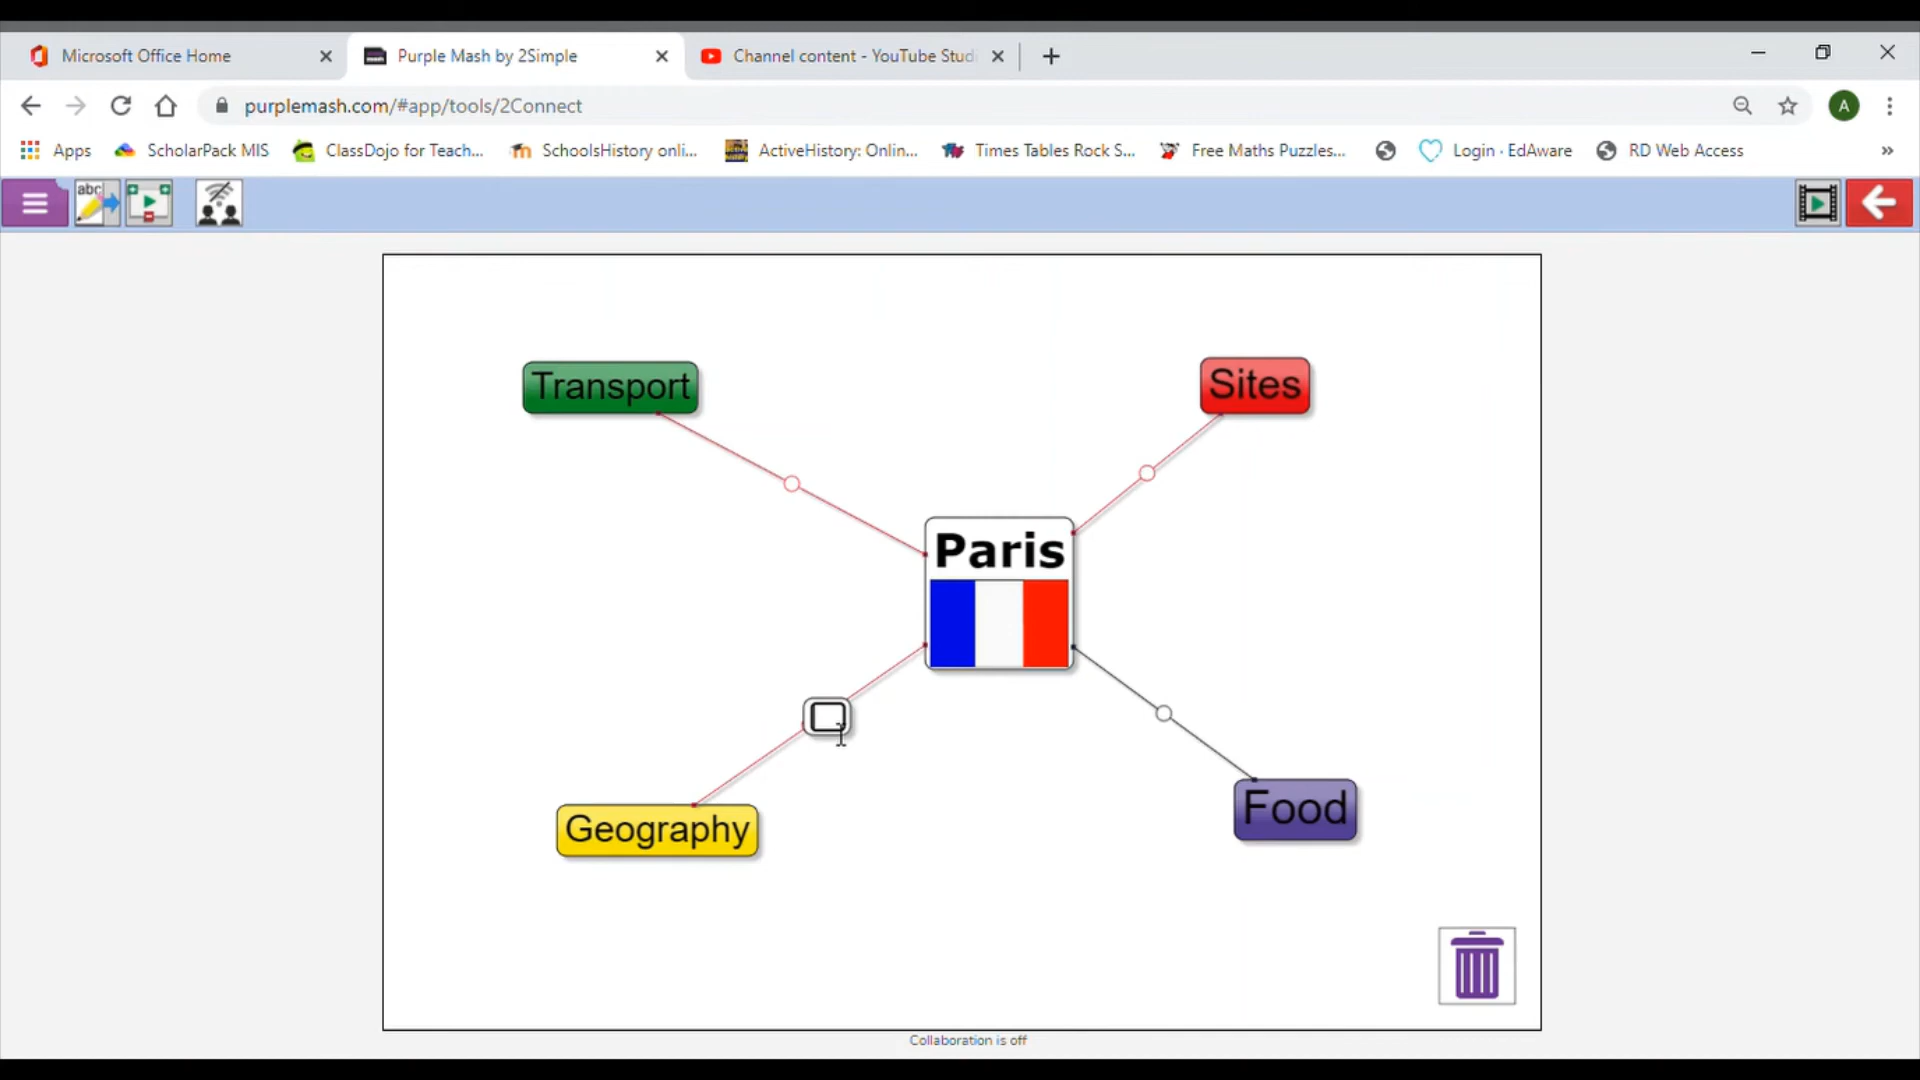 Microsoft Office Home
Purple Mash by 2Simple
Channel content - YouTube Stud
purplemash.com/#app/tools/2Connect
A
Apps
ScholarPack MIS
ClassDojo for Teach...
SchoolsHistory onli...
ActiveHistory: Onlin...
Times Tables Rock S...
Free Maths Puzzles...
Login · EdAware
RD Web Access
»
abc
Transport
Sites
Paris
Geography
Food
Collaboration is off